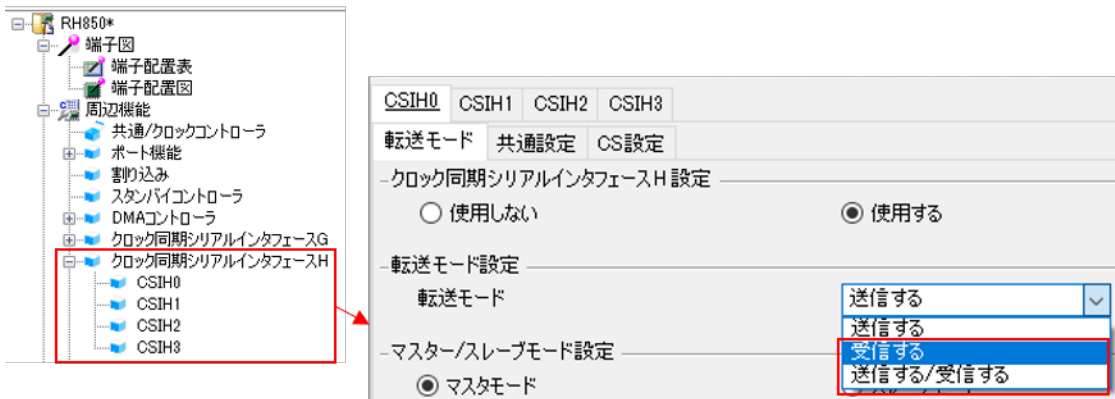 RH850*
端子図
端子配置表
端子配置図
周辺機能
共通/クロックコントローラ
ポート機能
割り込み
スタンバイコントローラ
DMAコントローラ
クロック同期シリアルインタフェースG
クロック同期シリアルインタフェースH
CSIH0
CSIH1
CSIH2
CSIH3
CSIH0 CSIH1 CSIH2 CSIH3
転送モード 共通設定 CS設定
クロック同期シリアルインタフェースH設定
使用しない 使用する
転送モード設定
転送モード 送信する
送信する
受信する
送信する/受信する
マスター/スレーブモード設定
マスタモード